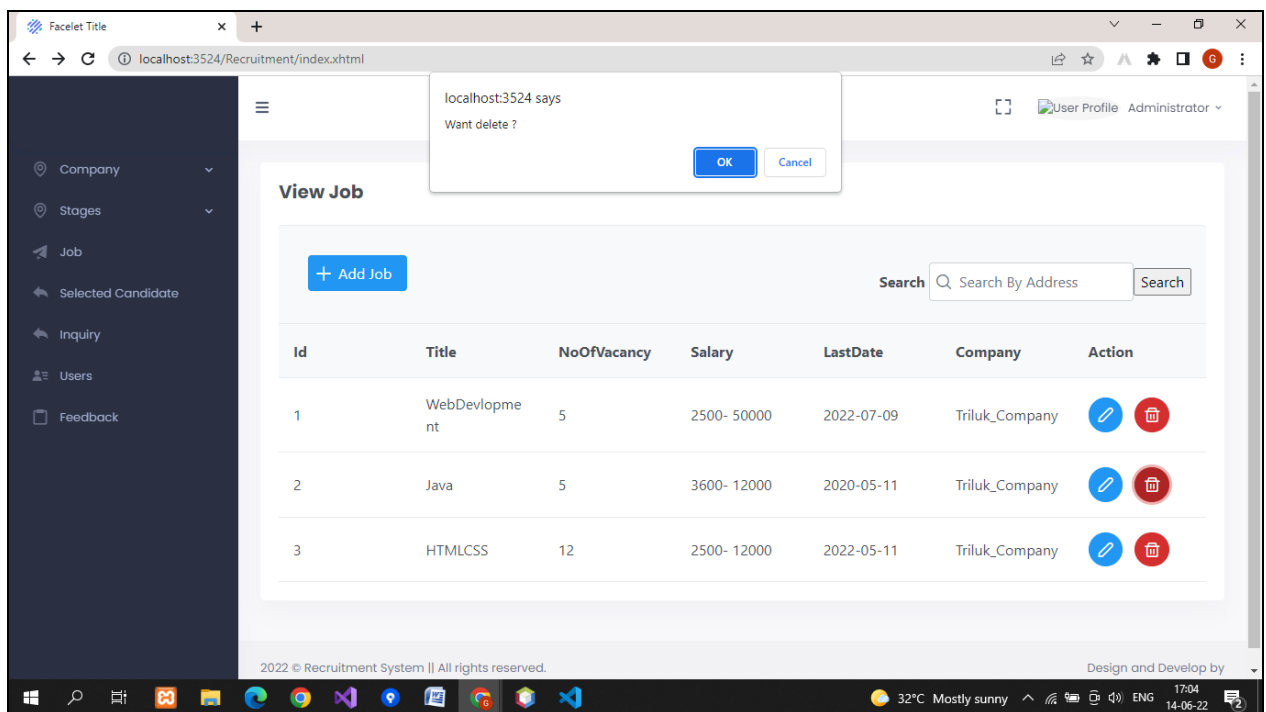 Facelet Title
localhost:3524/Recruitment/index.xhtml
G
localhost:3524 says
Want delete ?
OK
Cancel
User Profile Administrator
Company
Stages
Job
Selected Candidate
Inquiry
Users
Feedback
View Job
+ Add Job
Search
Search By Address
Search
Id Title NoOfVacancy Salary LastDate Company Action
1 WebDevlopme
nt 5 2500- 50000 2022-07-09 Triluk_Company
2 Java 5 3600- 12000 2020-05-11 Triluk_Company
3 HTMLCSS 12 2500- 12000 2022-05-11 Triluk_Company
2022 © Recruitment System || All rights reserved.
Design and Develop by
32°C Mostly sunny
ENG
17:04
14-06-22
2